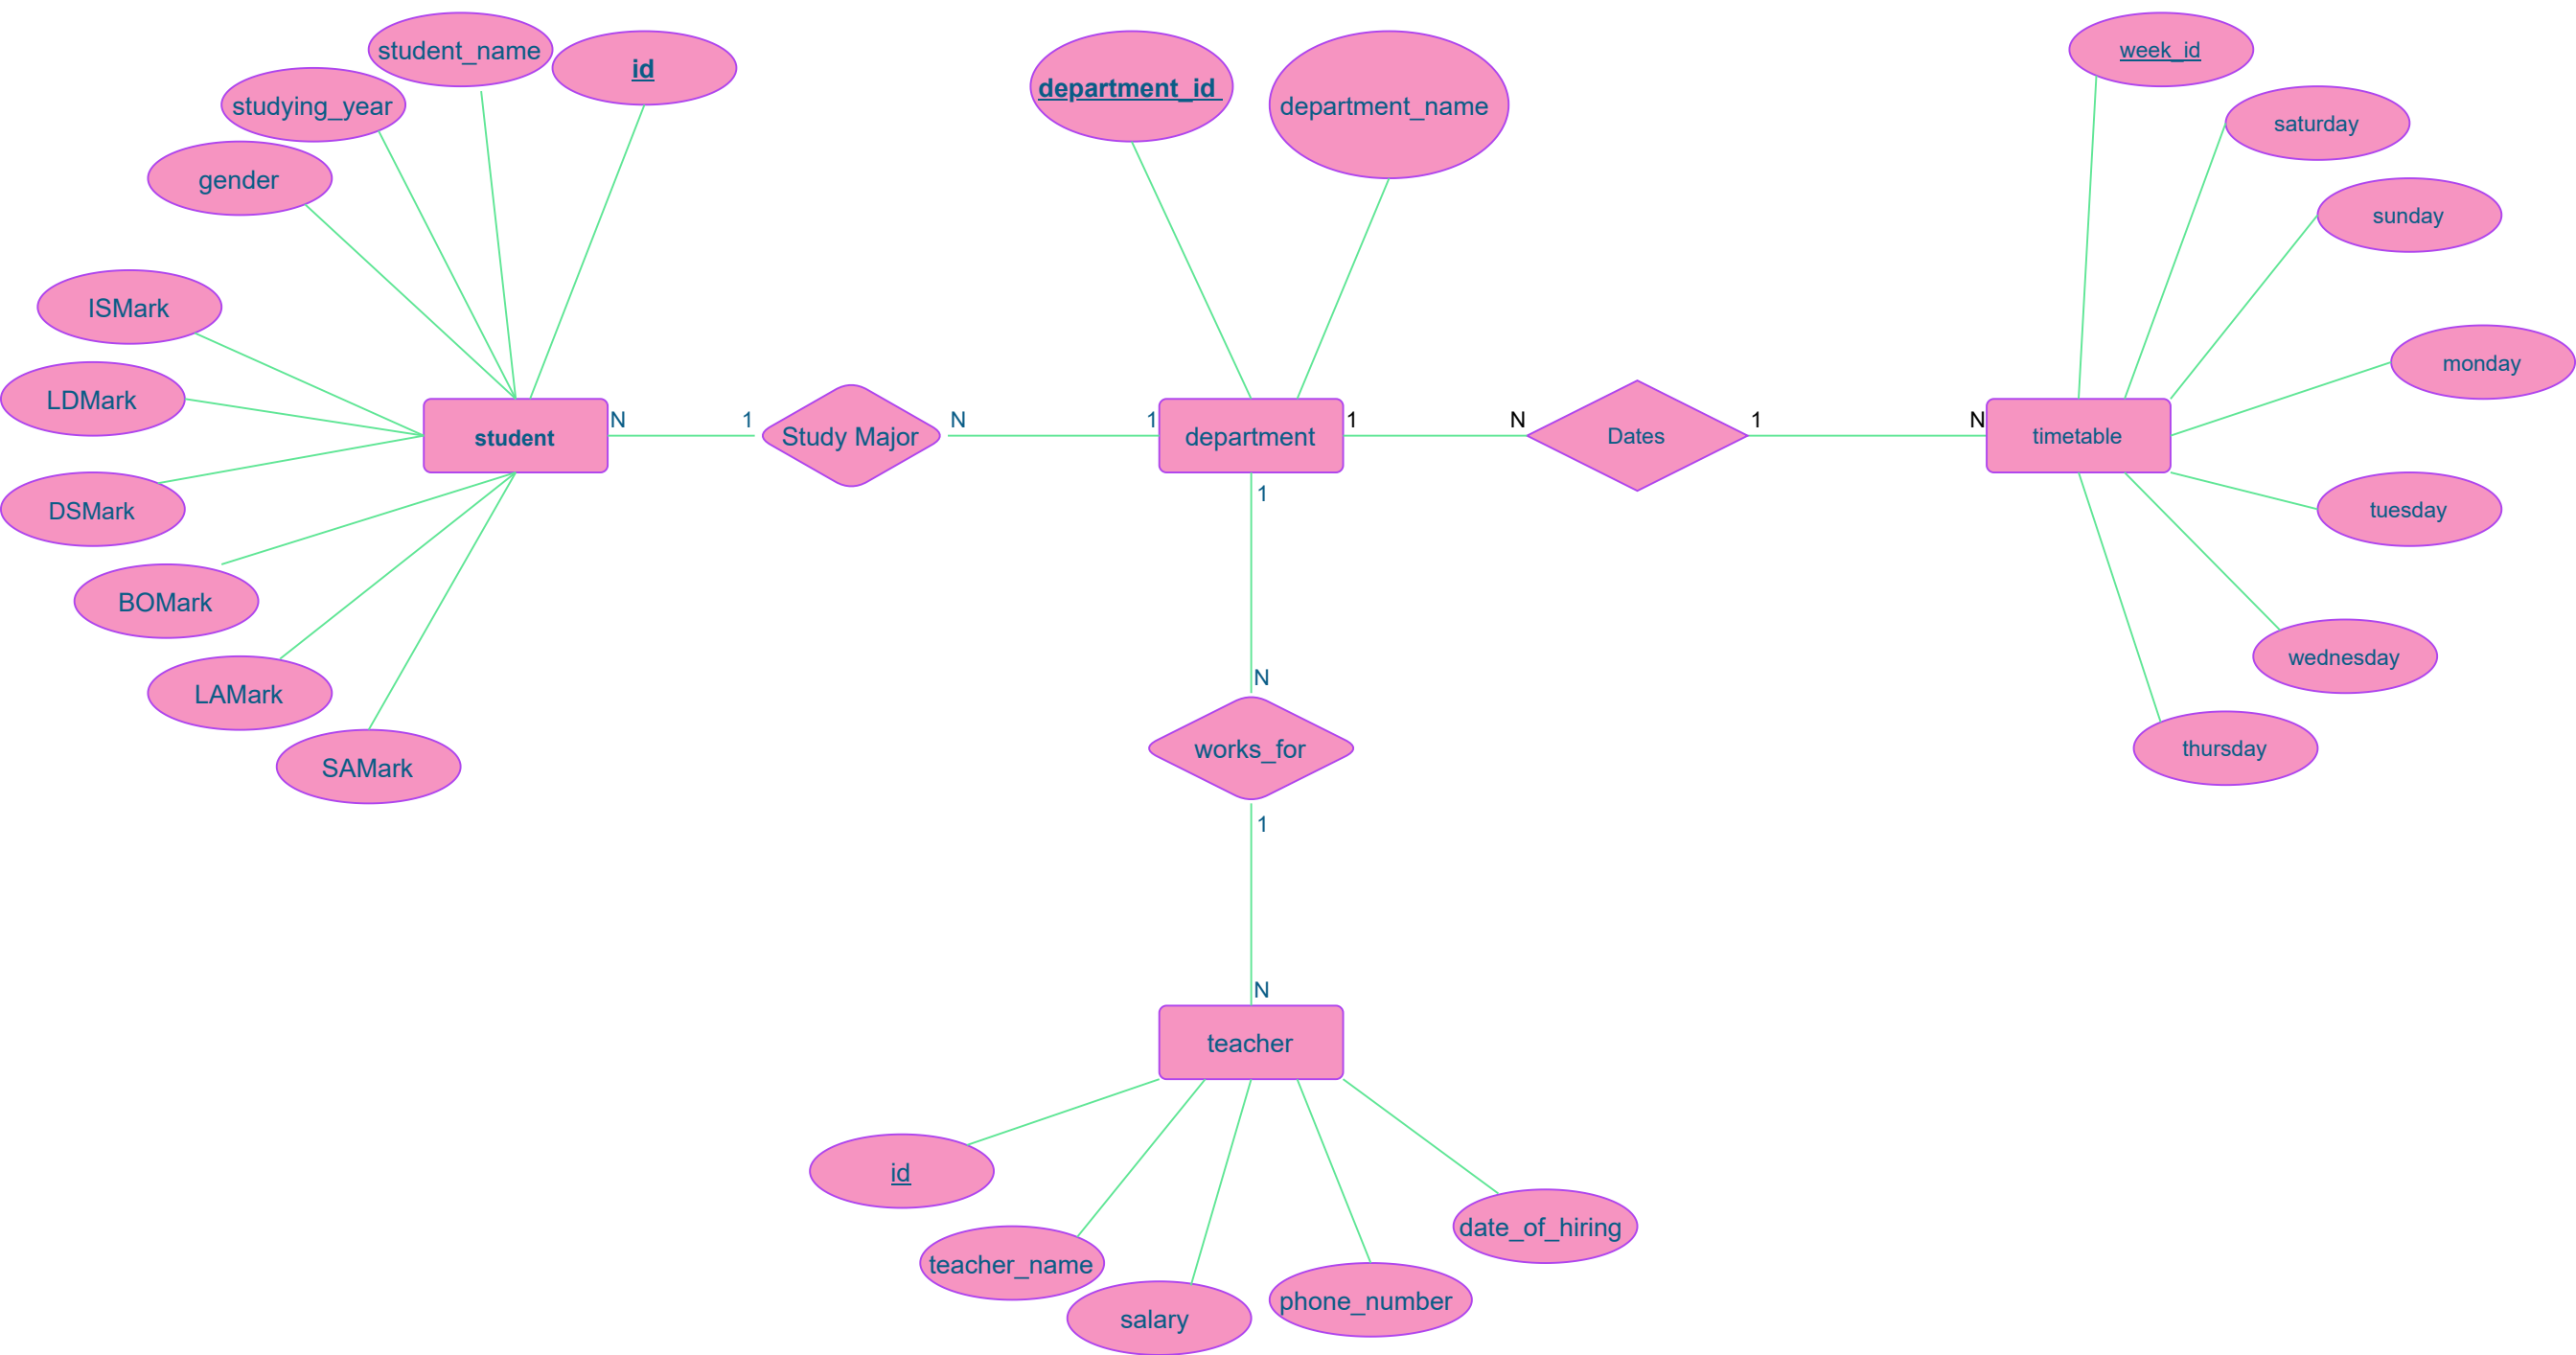 student_name
id
studying_year
gender
ISMark
LDMark
DSMark
BOMark
LAMark
SAMark
student
N
1
Study Major
N
1
department_id
department_name
department
1
N
Dates
1
N
timetable
week_id
saturday
sunday
monday
tuesday
wednesday
thursday
1
N
works_for
1
N
teacher
id
teacher_name
salary
phone_number
date_of_hiring